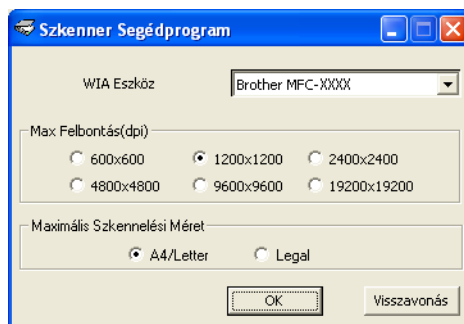 Szkenner Segédprogram
WIA Eszköz Brother MFC-XXXX
Max Felbontás(dpi)
600x600 1200x1200 2400x2400
4800x4800 9600x9600 19200x19200
Maximális Szkennelési Méret
A4/Letter Legal
OK Visszavonás